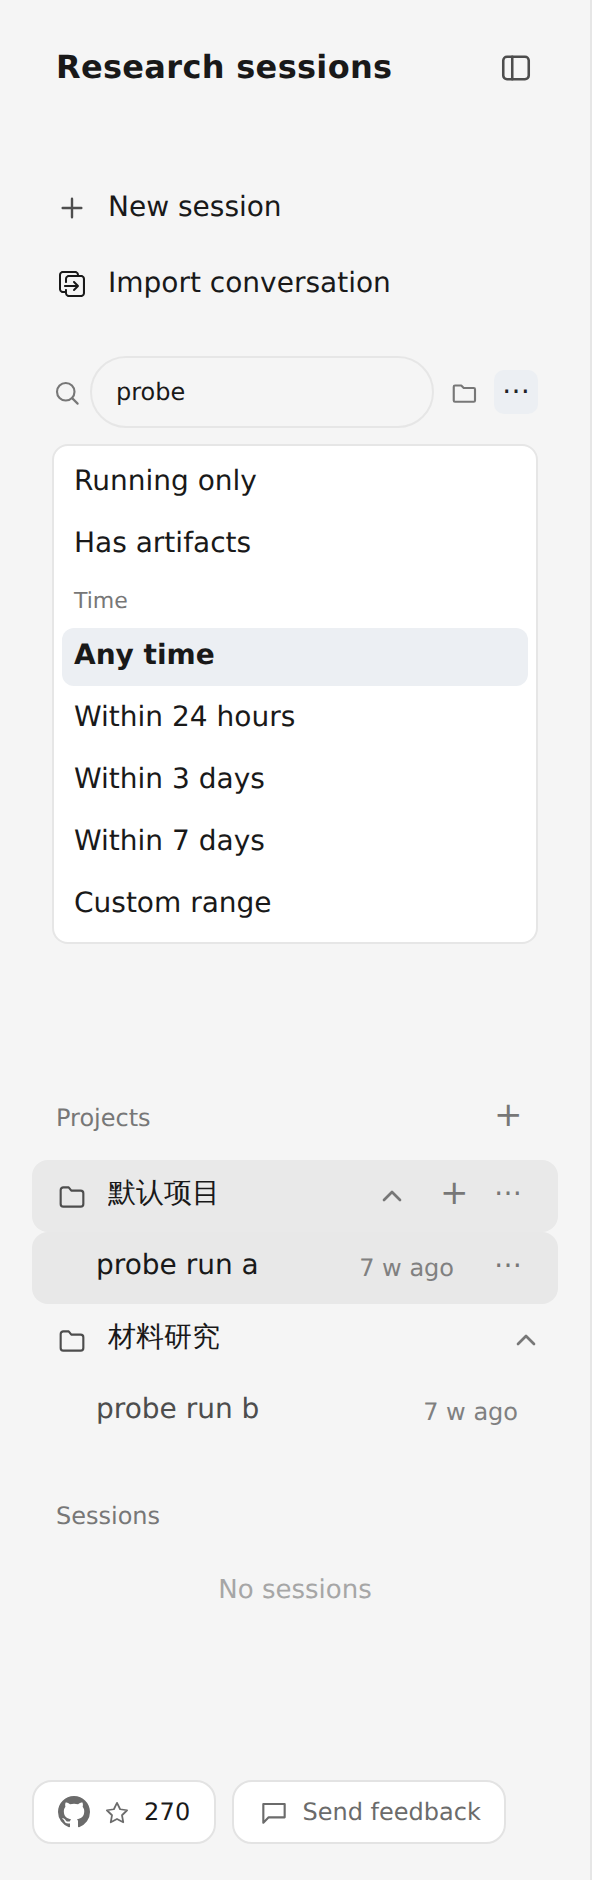 Research sessions
New session
Import conversation
probe
Running only
Has artifacts
Time
Any time
Within 24 hours
Within 3 days
Within 7 days
Custom range
Projects
默认项目
probe run a 7 w ago
材料研究
probe run b 7 w ago
Sessions
No sessions
270 Send feedback